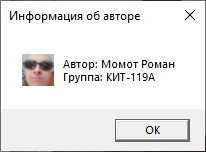 Информация об авторе
Автор: Момот Роман
Группа: КИТ-119А
OK